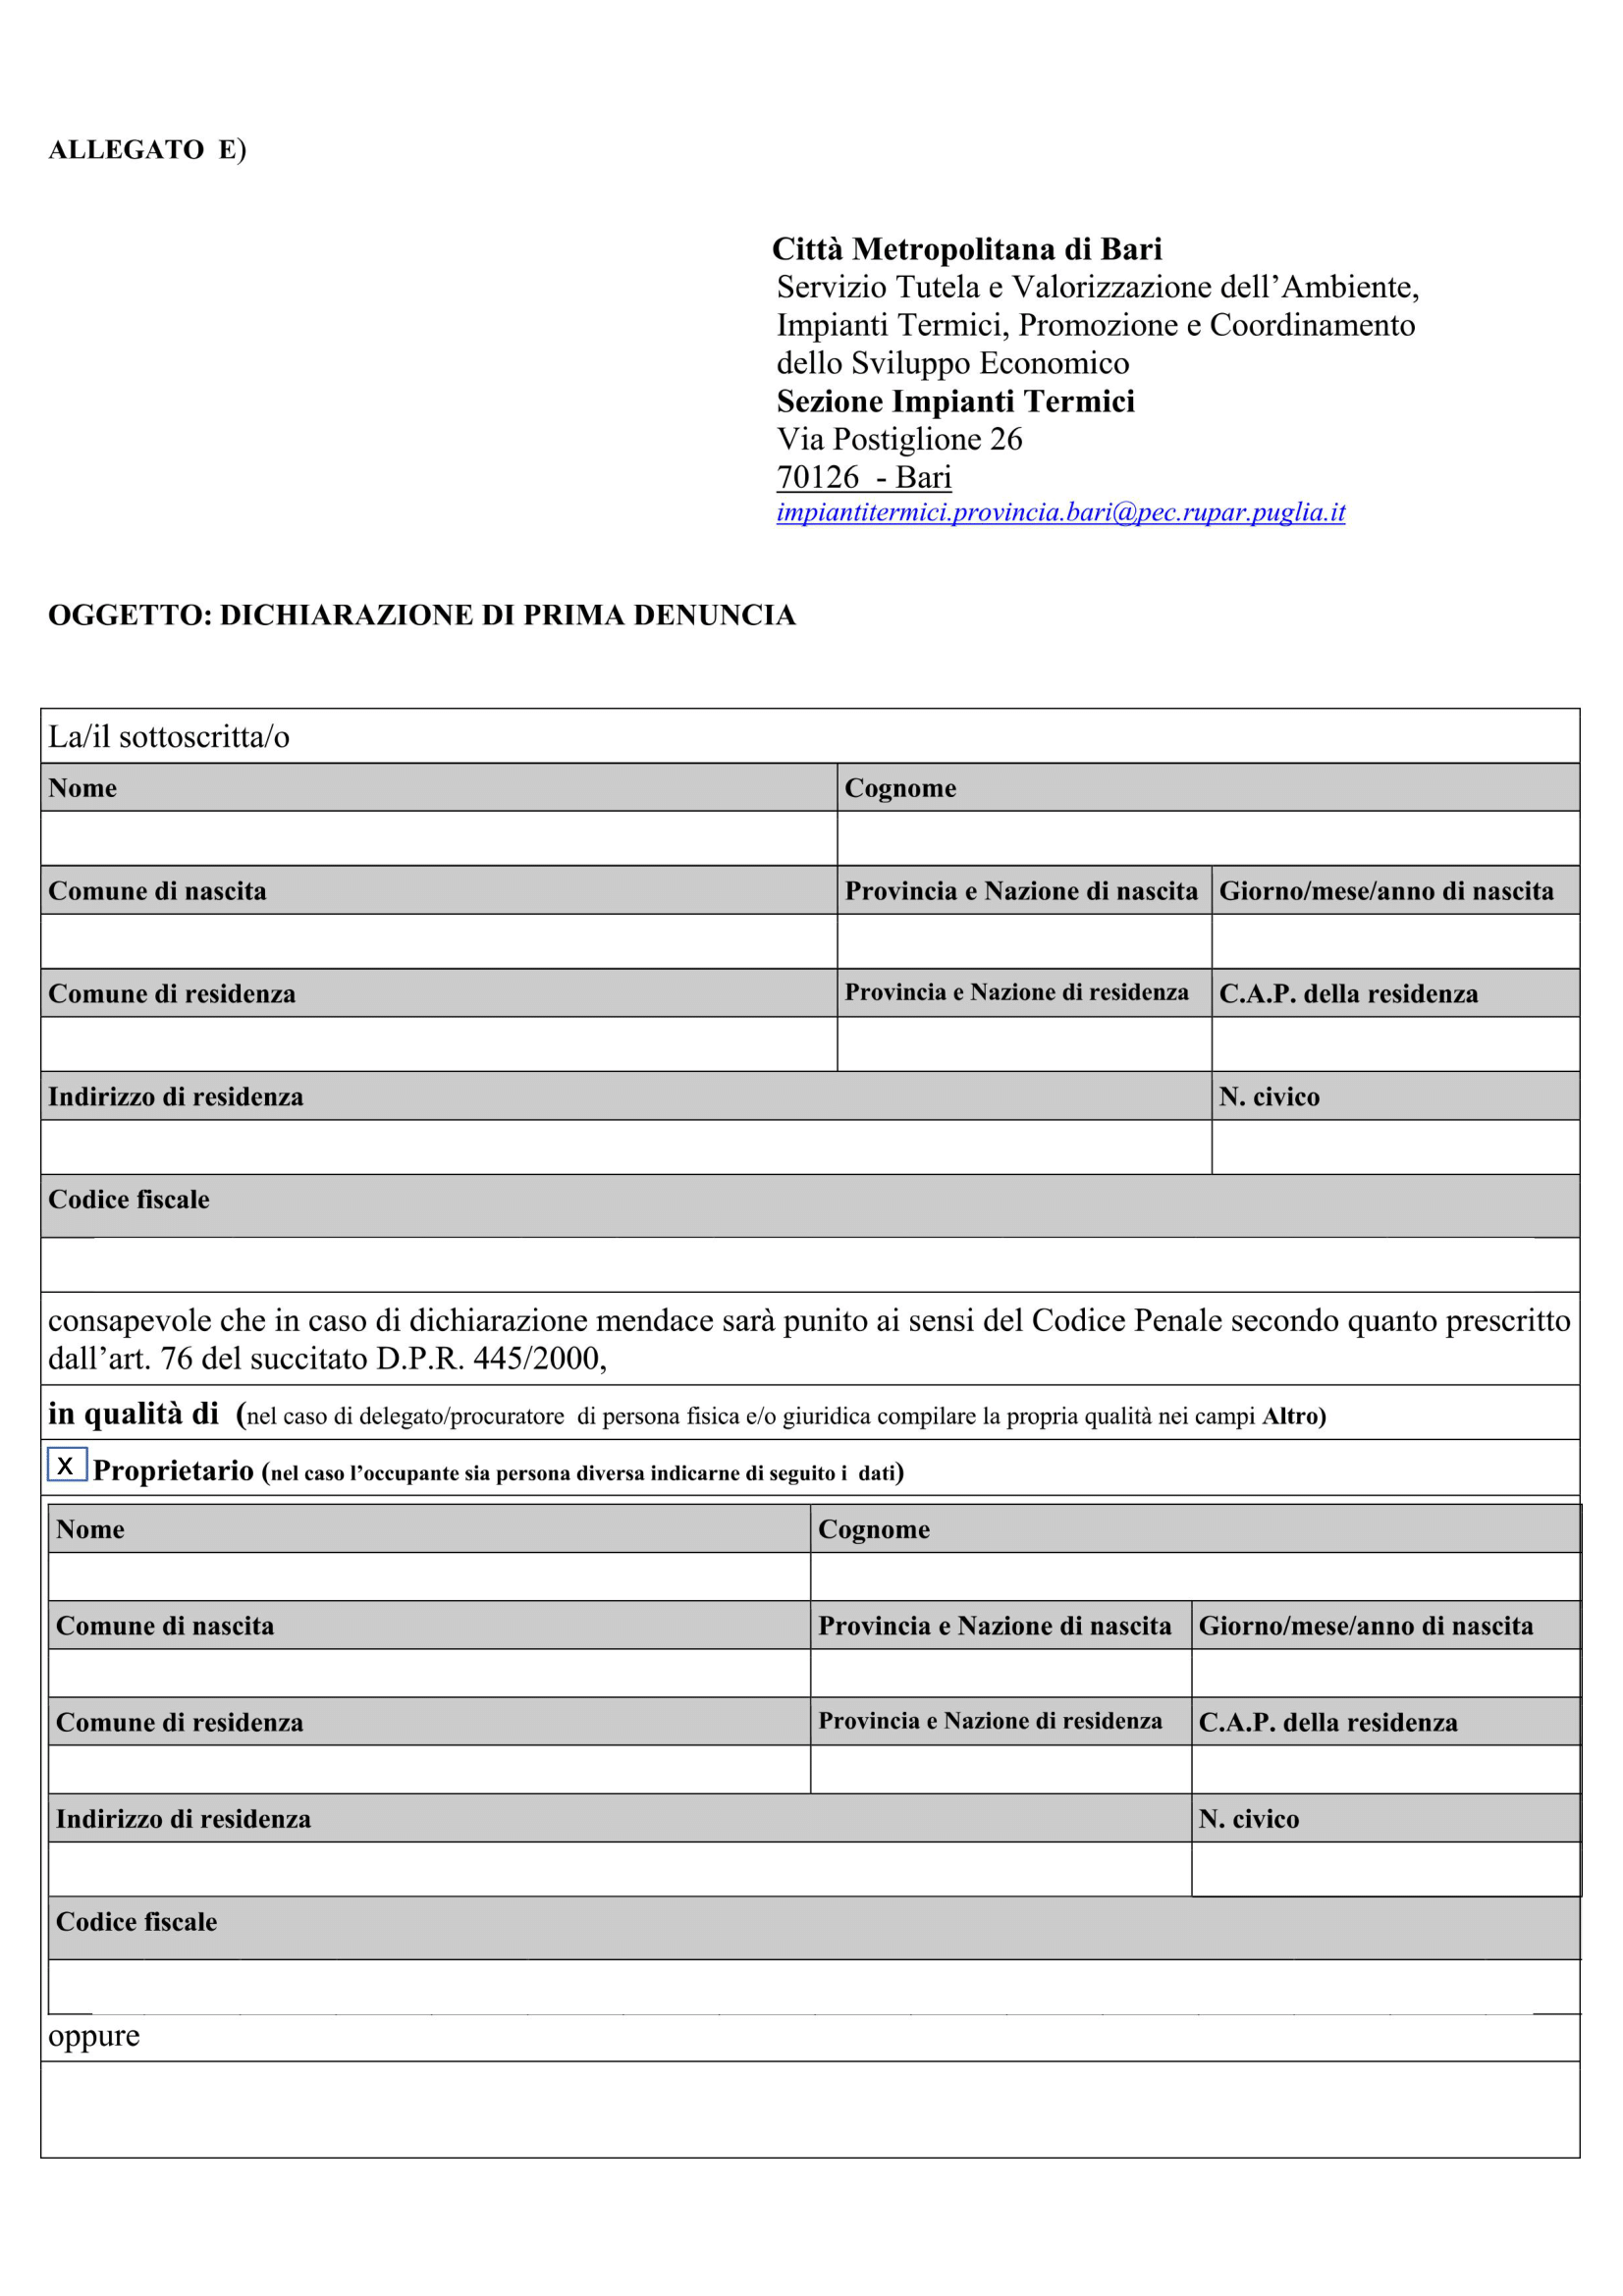 ALLEGATO  E)
Città Metropolitana di Bari
Servizio Tutela e Valorizzazione dell’Ambiente,
Impianti Termici, Promozione e Coordinamento
dello Sviluppo Economico
Sezione Impianti Termici
Via Postiglione 26
70126  - Bari
impiantitermici.provincia.bari@pec.rupar.puglia.it
OGGETTO: DICHIARAZIONE DI PRIMA DENUNCIA
La/il sottoscritta/o
Nome Cognome
Comune di nascita Provincia e Nazione di nascita Giorno/mese/anno di nascita
Comune di residenza Provincia e Nazione di residenza C.A.P. della residenza
Indirizzo di residenza N. civico
Codice fiscale
consapevole che in caso di dichiarazione mendace sarà punito ai sensi del Codice Penale secondo quanto prescritto
dall’art. 76 del succitato D.P.R. 445/2000,
in qualità di  (nel caso di delegato/procuratore  di persona fisica e/o giuridica compilare la propria qualità nei campi Altro)
X Proprietario (nel caso l’occupante sia persona diversa indicarne di seguito i  dati)
Nome Cognome
Comune di nascita Provincia e Nazione di nascita Giorno/mese/anno di nascita
Comune di residenza Provincia e Nazione di residenza C.A.P. della residenza
Indirizzo di residenza N. civico
Codice fiscale
oppure